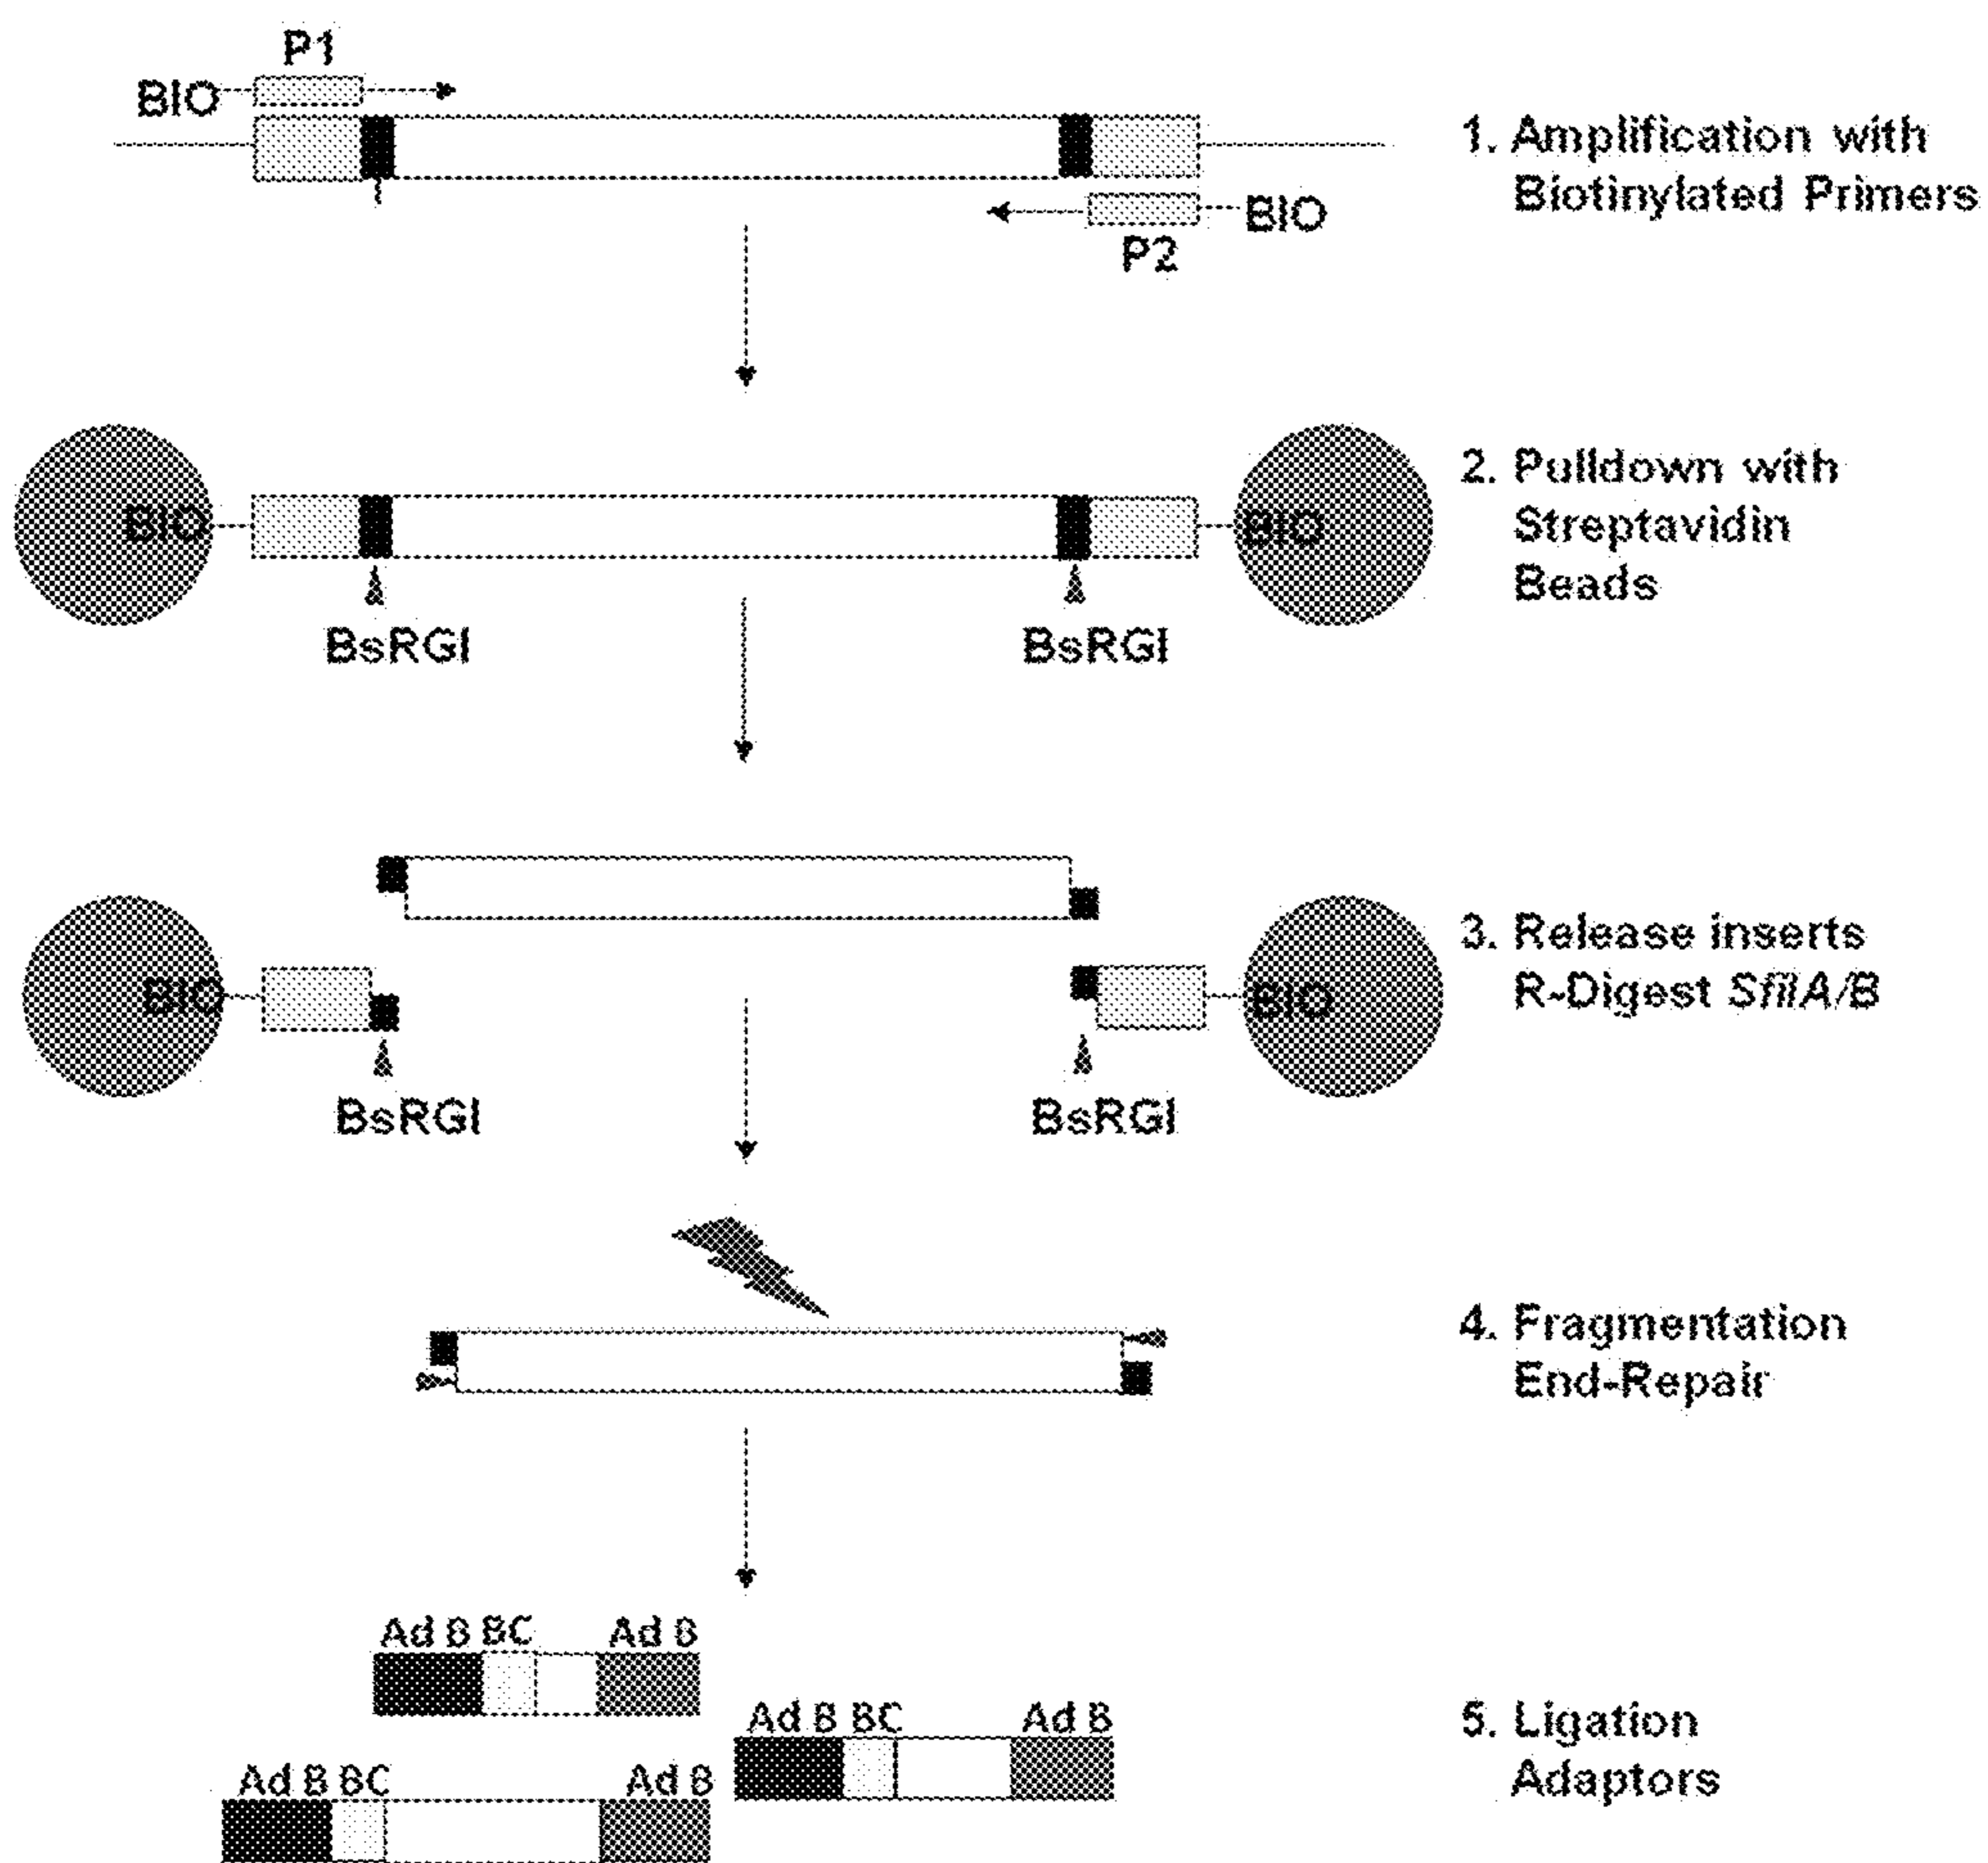 P1
BIO
1. Amplification with
Biotinylated Primers
BIO
P2
2. Pulldown with
Streptavidin
Beads
BIO
BIO
BsRGI
BsRGI
3. Release inserts
R-Digest SfiIA/B
BIO
BIO
BsRGI
BsRGI
4. Fragmentation
End-Repair
Ad B BC
Ad B
Ad B BC
Ad B
5. Ligation
Adaptors
Ad B BC
Ad B